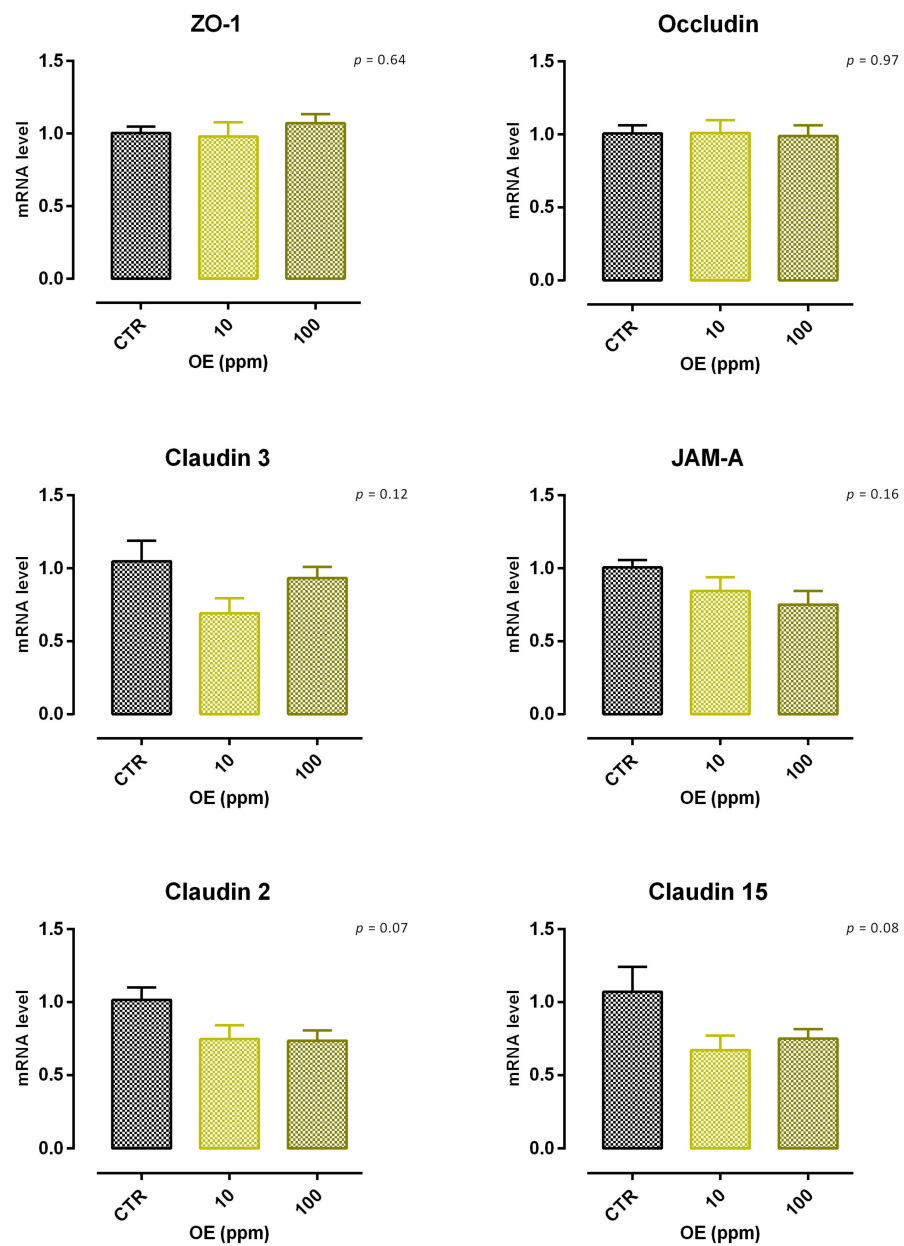 ZO-1
p = 0.64
1.5
1.0
0.5
0.0
mRNA level
CTR
10
100
OE (ppm)
Occludin
p = 0.97
1.5
1.0
0.5
0.0
mRNA level
CTR
10
100
OE (ppm)
Claudin 3
p = 0.12
1.5
1.0
0.5
0.0
mRNA level
CTR
10
100
OE (ppm)
JAM-A
p = 0.16
1.5
1.0
0.5
0.0
mRNA level
CTR
10
100
OE (ppm)
Claudin 2
p = 0.07
1.5
1.0
0.5
0.0
mRNA level
CTR
10
100
OE (ppm)
Claudin 15
p = 0.08
1.5
1.0
0.5
0.0
mRNA level
CTR
10
100
OE (ppm)